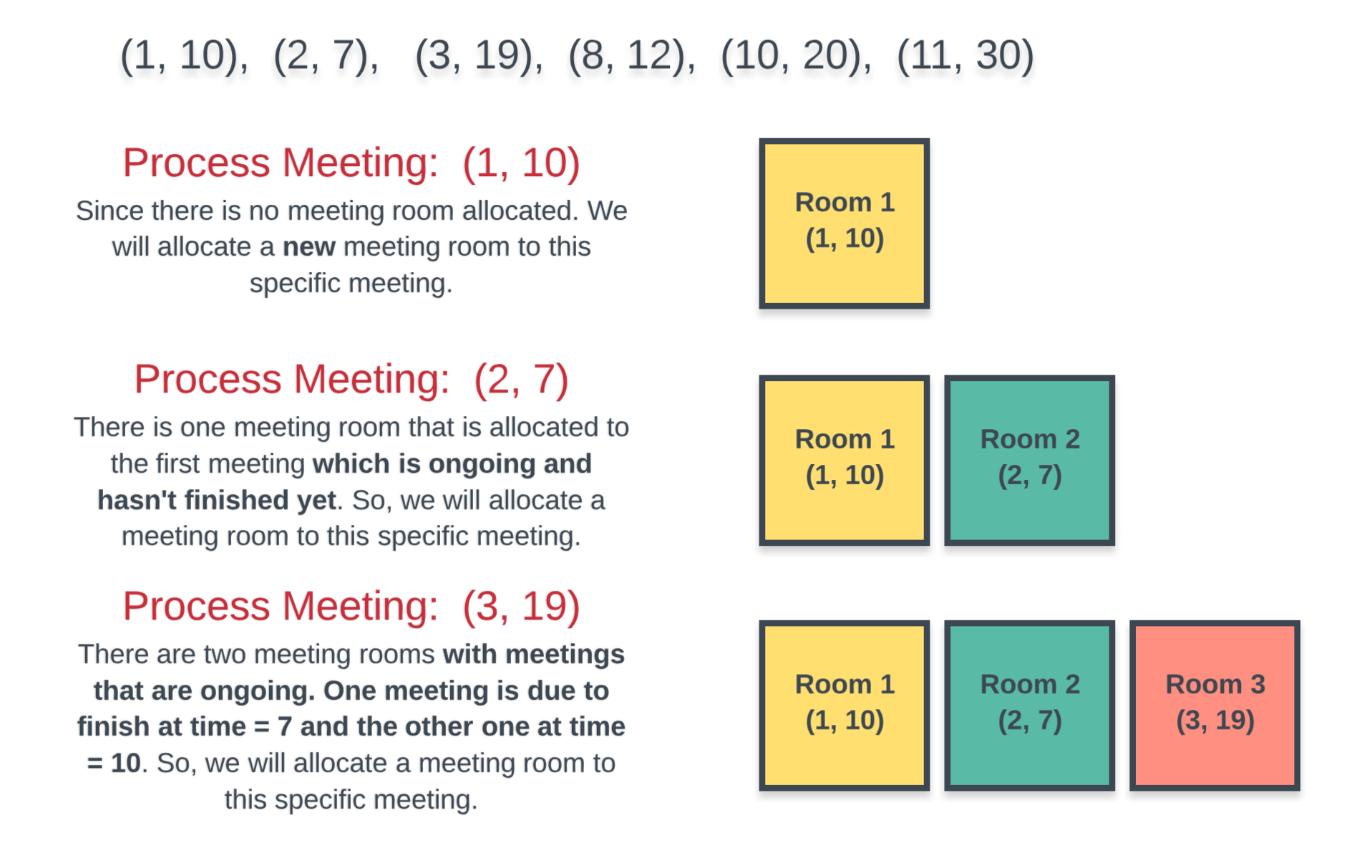 (1, 10), (2, 7), (3, 19), (8, 12), (10, 20), (11, 30)
Process Meeting: (1, 10)
Since there is no meeting room allocated. We
will allocate a new meeting room to this
specific meeting.
Room 1
(1, 10)
Process Meeting: (2, 7)
There is one meeting room that is allocated to
the first meeting which is ongoing and
hasn't finished yet. So, we will allocate a
meeting room to this specific meeting.
Room 1
(1, 10)
Room 2
(2, 7)
Process Meeting: (3, 19)
There are two meeting rooms with meetings
that are ongoing. One meeting is due to
finish at time = 7 and the other one at time
= 10. So, we will allocate a meeting room to
this specific meeting.
Room 1
(1, 10)
Room 2
(2, 7)
Room 3
(3, 19)